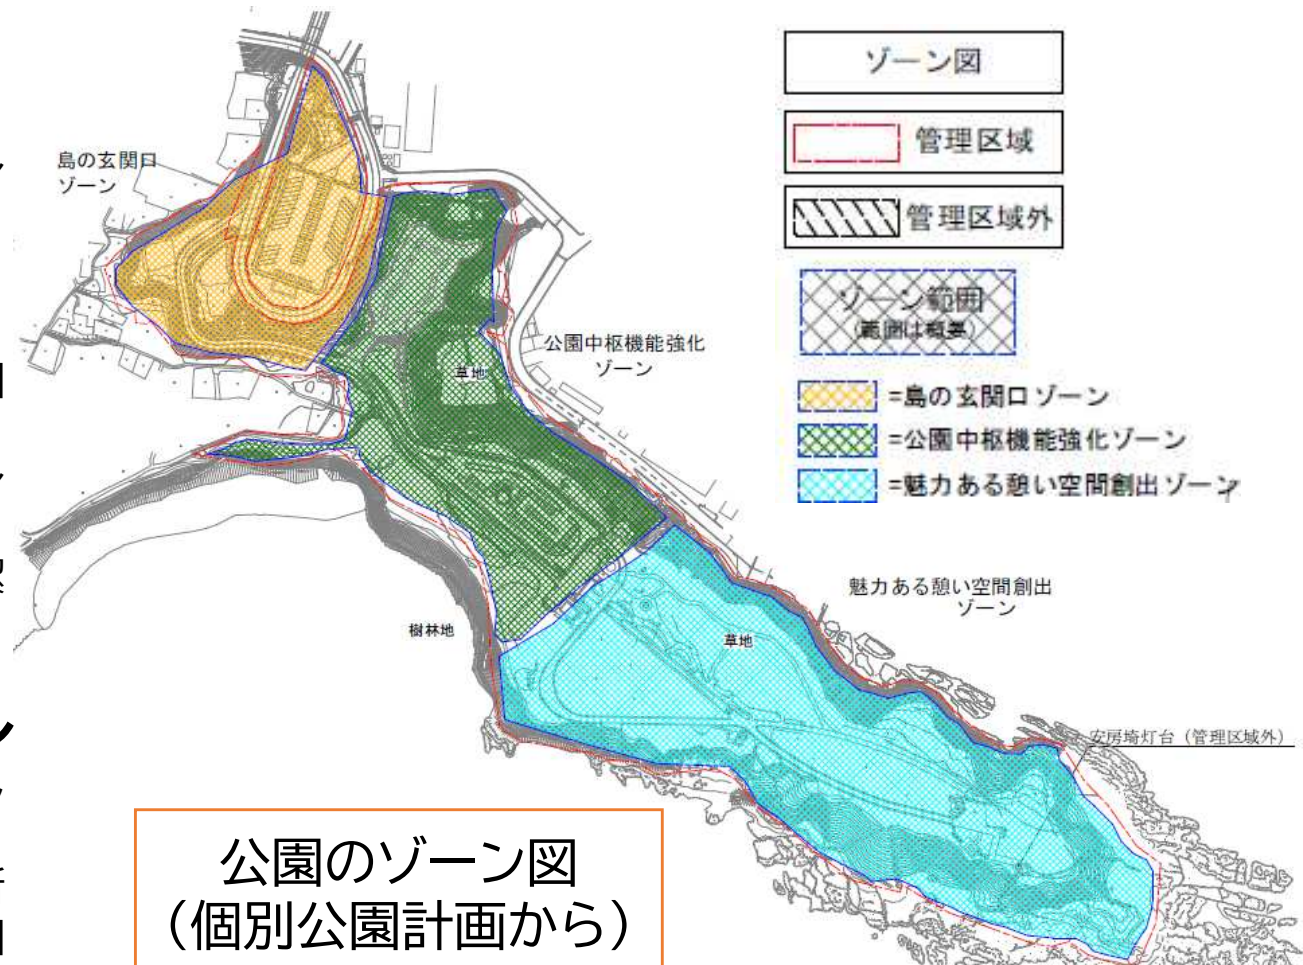 ゾーン図
管理区域
管理区域外
ゾーン範囲
(範囲は概要)
=島の玄関口ゾーン
=公園中枢機能強化ゾーン
=魅力ある憩い空間創出ゾーン
島の玄関口
ゾーン
公園中枢機能強化
ゾーン
草地
樹林地
魅力ある憩い空間創出
ゾーン
草地
安房埼灯台（管理区域外）
公園のゾーン図
（個別公園計画から）